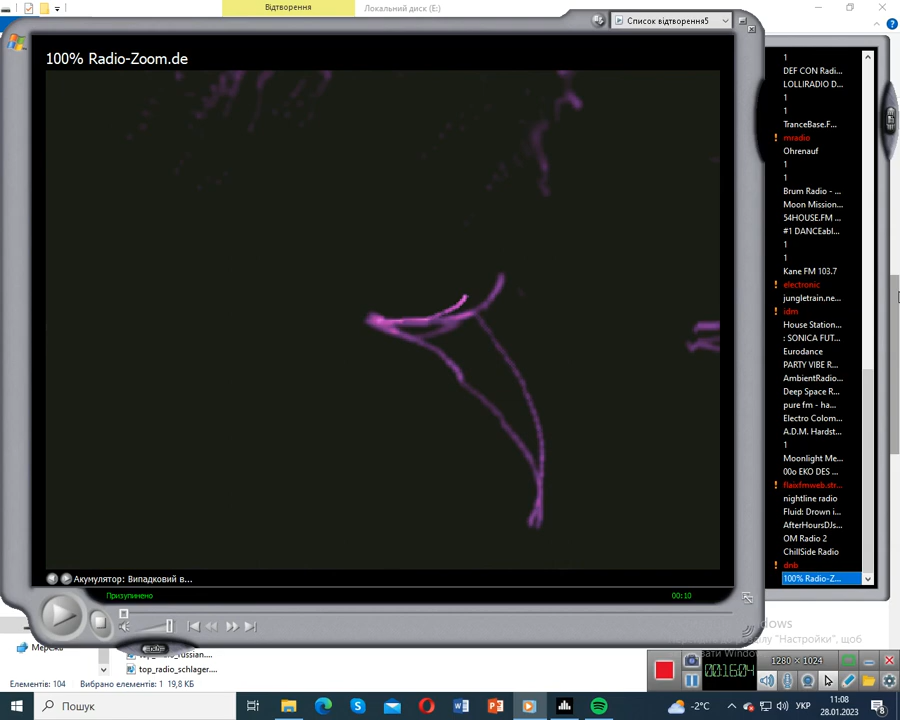 Відтворення
Локальний диск (E:)
Список відтворення5
100% Radio-Zoom.de
1
DEF CON Radi...
LOLLIRADIO D...
1
1
TranceBase.F...
! mradio
Ohrenauf
1
1
Brum Radio - ...
Moon Mission...
54HOUSE.FM ...
#1 DANCEabl...
1
1
Kane FM 103.7
! electronic
jungletrain.ne...
! idm
House Station...
: SONICA FUT...
Eurodance
PARTY VIBE R...
AmbientRadio...
Deep Space R...
pure fm - ha...
Electro Colom...
A.D.M. Hardst...
1
Moonlight Me...
00o EKO DES ...
! flaixfmweb.str...
nightline radio
Fluid: Drown i...
AfterHoursDJs...
OM Radio 2
ChillSide Radio
! dnb
100% Radio-Z...
Акумулятор: Випадковий в...
Призупинено
00:10
Мережа
top_radio_russian....
top_radio_schlager....
Елементів: 104
Вибрано елементів: 1 19,8 КБ
"Настройки", щоб
1280 × 1024
00:16:04
Пошук
-2°C
УКР
11:08
28.01.2023
8